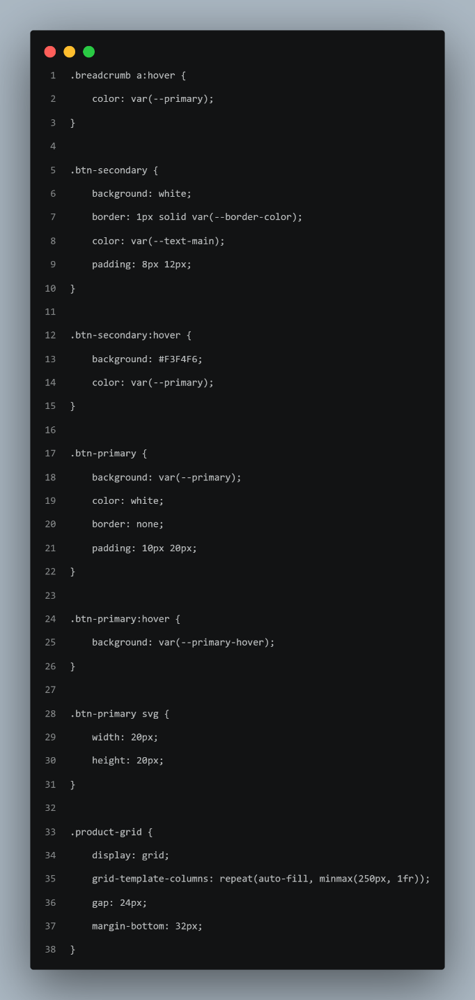 1 .breadcrumb a:hover {
2     color: var(--primary);
3 }
4
5 .btn-secondary {
6     background: white;
7     border: 1px solid var(--border-color);
8     color: var(--text-main);
9     padding: 8px 12px;
10 }
11
12 .btn-secondary:hover {
13     background: #F3F4F6;
14     color: var(--primary);
15 }
16
17 .btn-primary {
18     background: var(--primary);
19     color: white;
20     border: none;
21     padding: 10px 20px;
22 }
23
24 .btn-primary:hover {
25     background: var(--primary-hover);
26 }
27
28 .btn-primary svg {
29     width: 20px;
30     height: 20px;
31 }
32
33 .product-grid {
34     display: grid;
35     grid-template-columns: repeat(auto-fill, minmax(250px, 1fr));
36     gap: 24px;
37     margin-bottom: 32px;
38 }